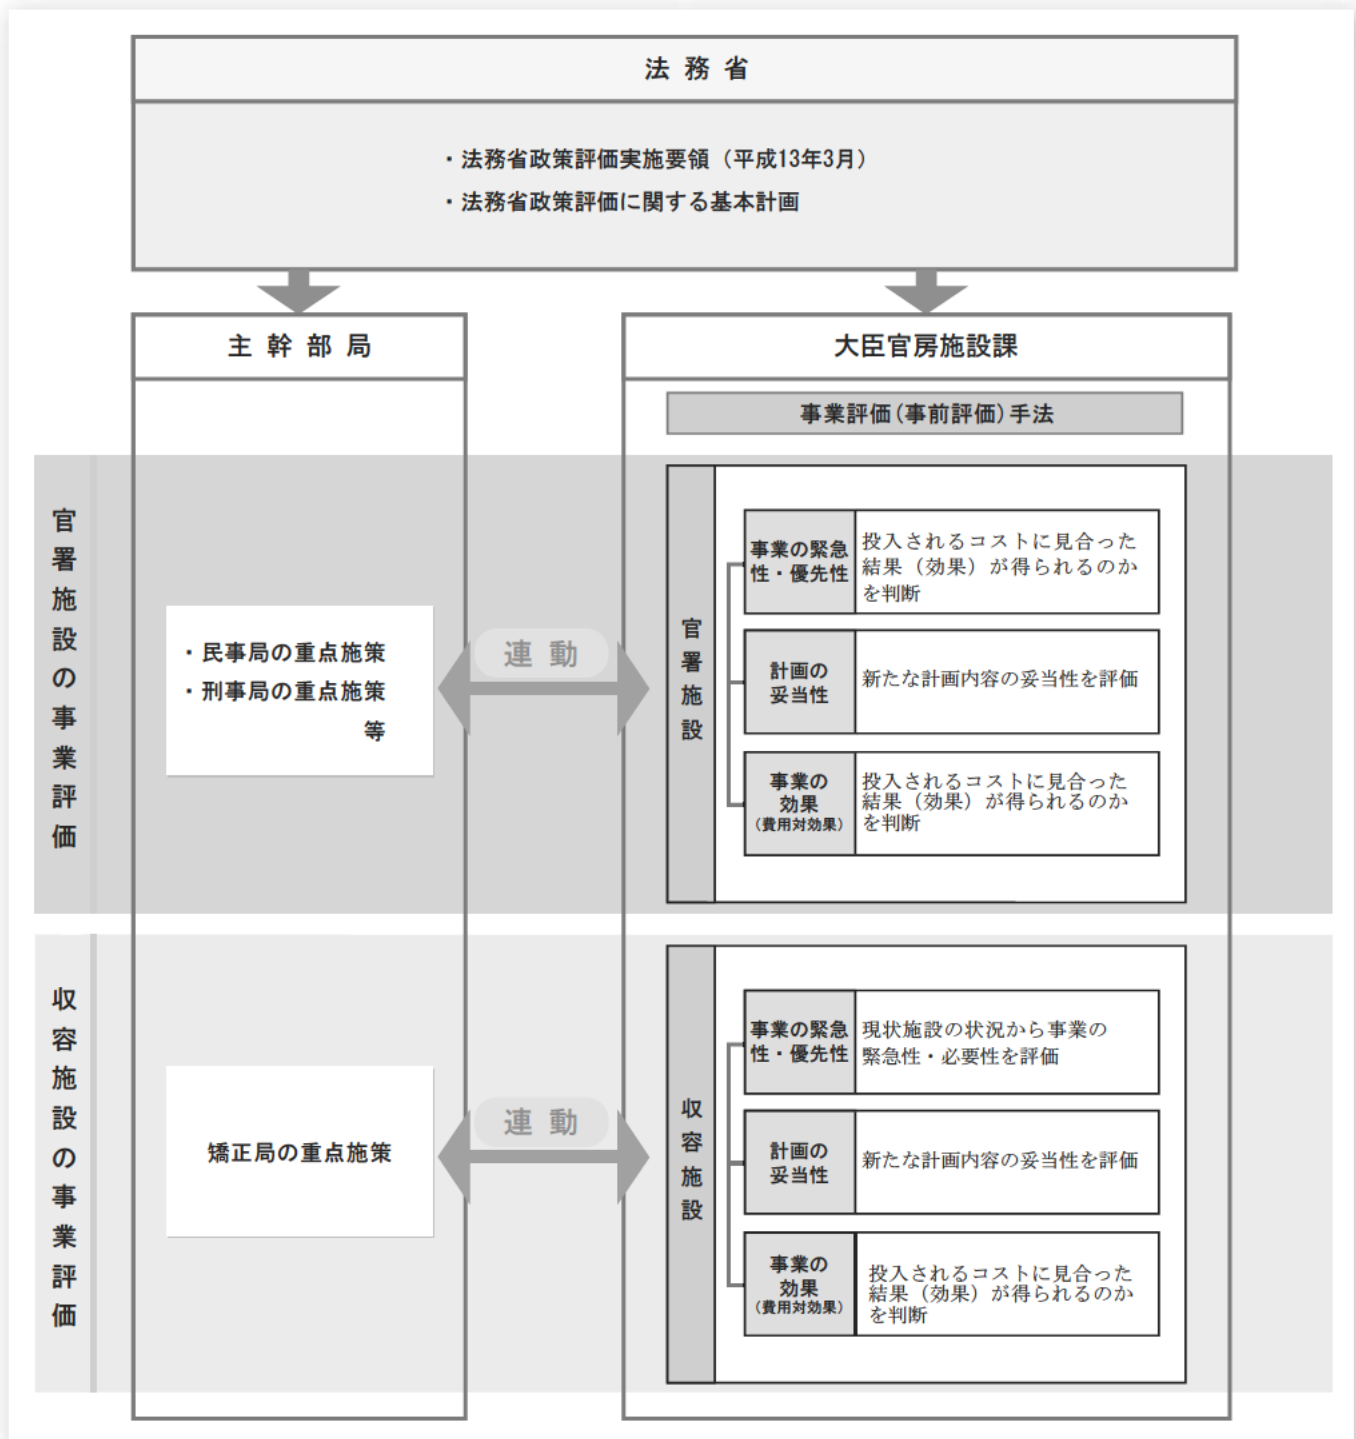 法務省
・法務省政策評価実施要領（平成13年3月）
・法務省政策評価に関する基本計画
主幹部局
大臣官房施設課
事業評価(事前評価)手法
官署施設の事業評価
・民事局の重点施策
・刑事局の重点施策
等
連動
官署施設
事業の緊急
性・優先性
投入されるコストに見合った
結果（効果）が得られるのか
を判断
計画の
妥当性
新たな計画内容の妥当性を評価
事業の
効果
（費用対効果）
投入されるコストに見合った
結果（効果）が得られるのか
を判断
収容施設の事業評価
矯正局の重点施策
連動
収容施設
事業の緊急
性・優先性
現状施設の状況から事業の
緊急性・必要性を評価
計画の
妥当性
新たな計画内容の妥当性を評価
事業の
効果
（費用対効果）
投入されるコストに見合った
結果（効果）が得られるのか
を判断